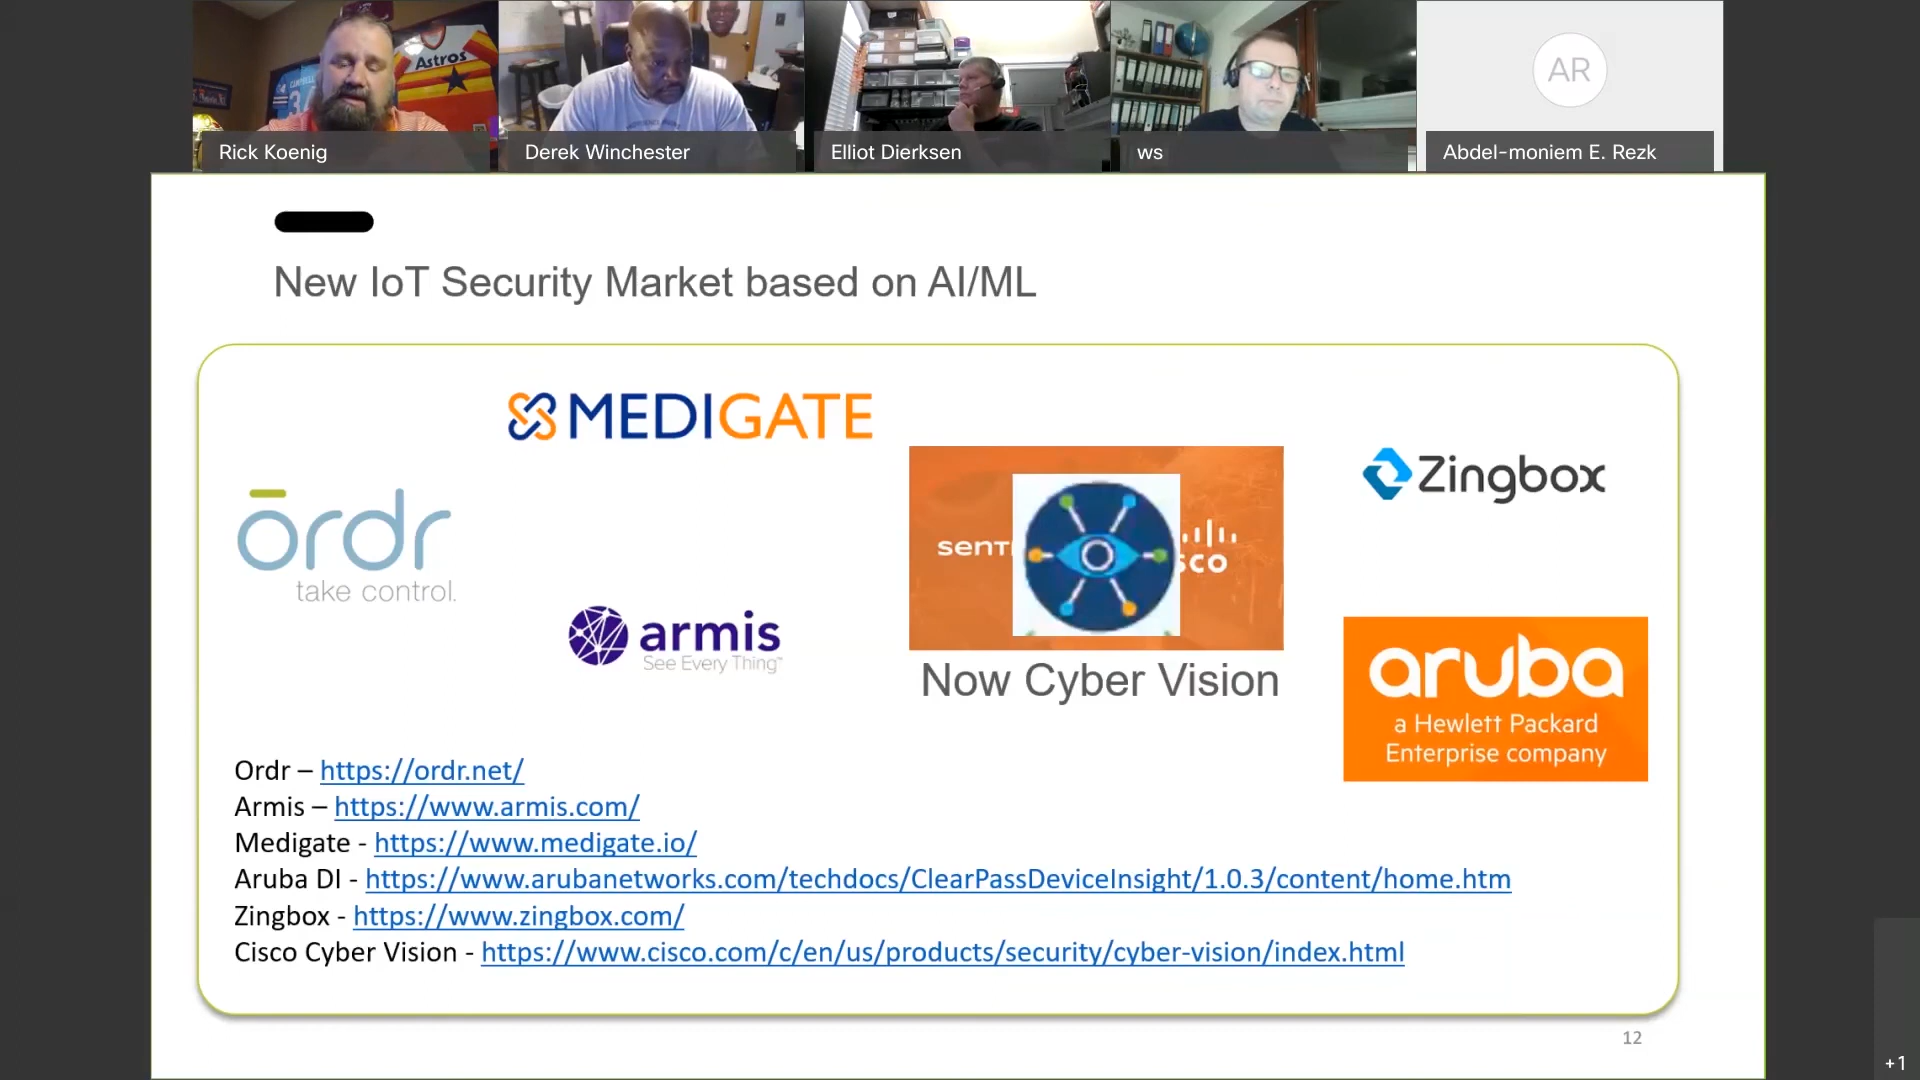 Astros
Rick Koenig
Derek Winchester
Elliot Dierksen
ws
AR
Abdel-moniem E. Rezk
New IoT Security Market based on AI/ML
MEDIGATE
Zingbox
ordr
take control.
armis
See Every Thing™
Now Cyber Vision
aruba
a Hewlett Packard
Enterprise company
Ordr – https://ordr.net/
Armis – https://www.armis.com/
Medigate - https://www.medigate.io/
Aruba DI - https://www.arubanetworks.com/techdocs/ClearPassDeviceInsight/1.0.3/content/home.htm
Zingbox - https://www.zingbox.com/
Cisco Cyber Vision - https://www.cisco.com/c/en/us/products/security/cyber-vision/index.html
12
+1